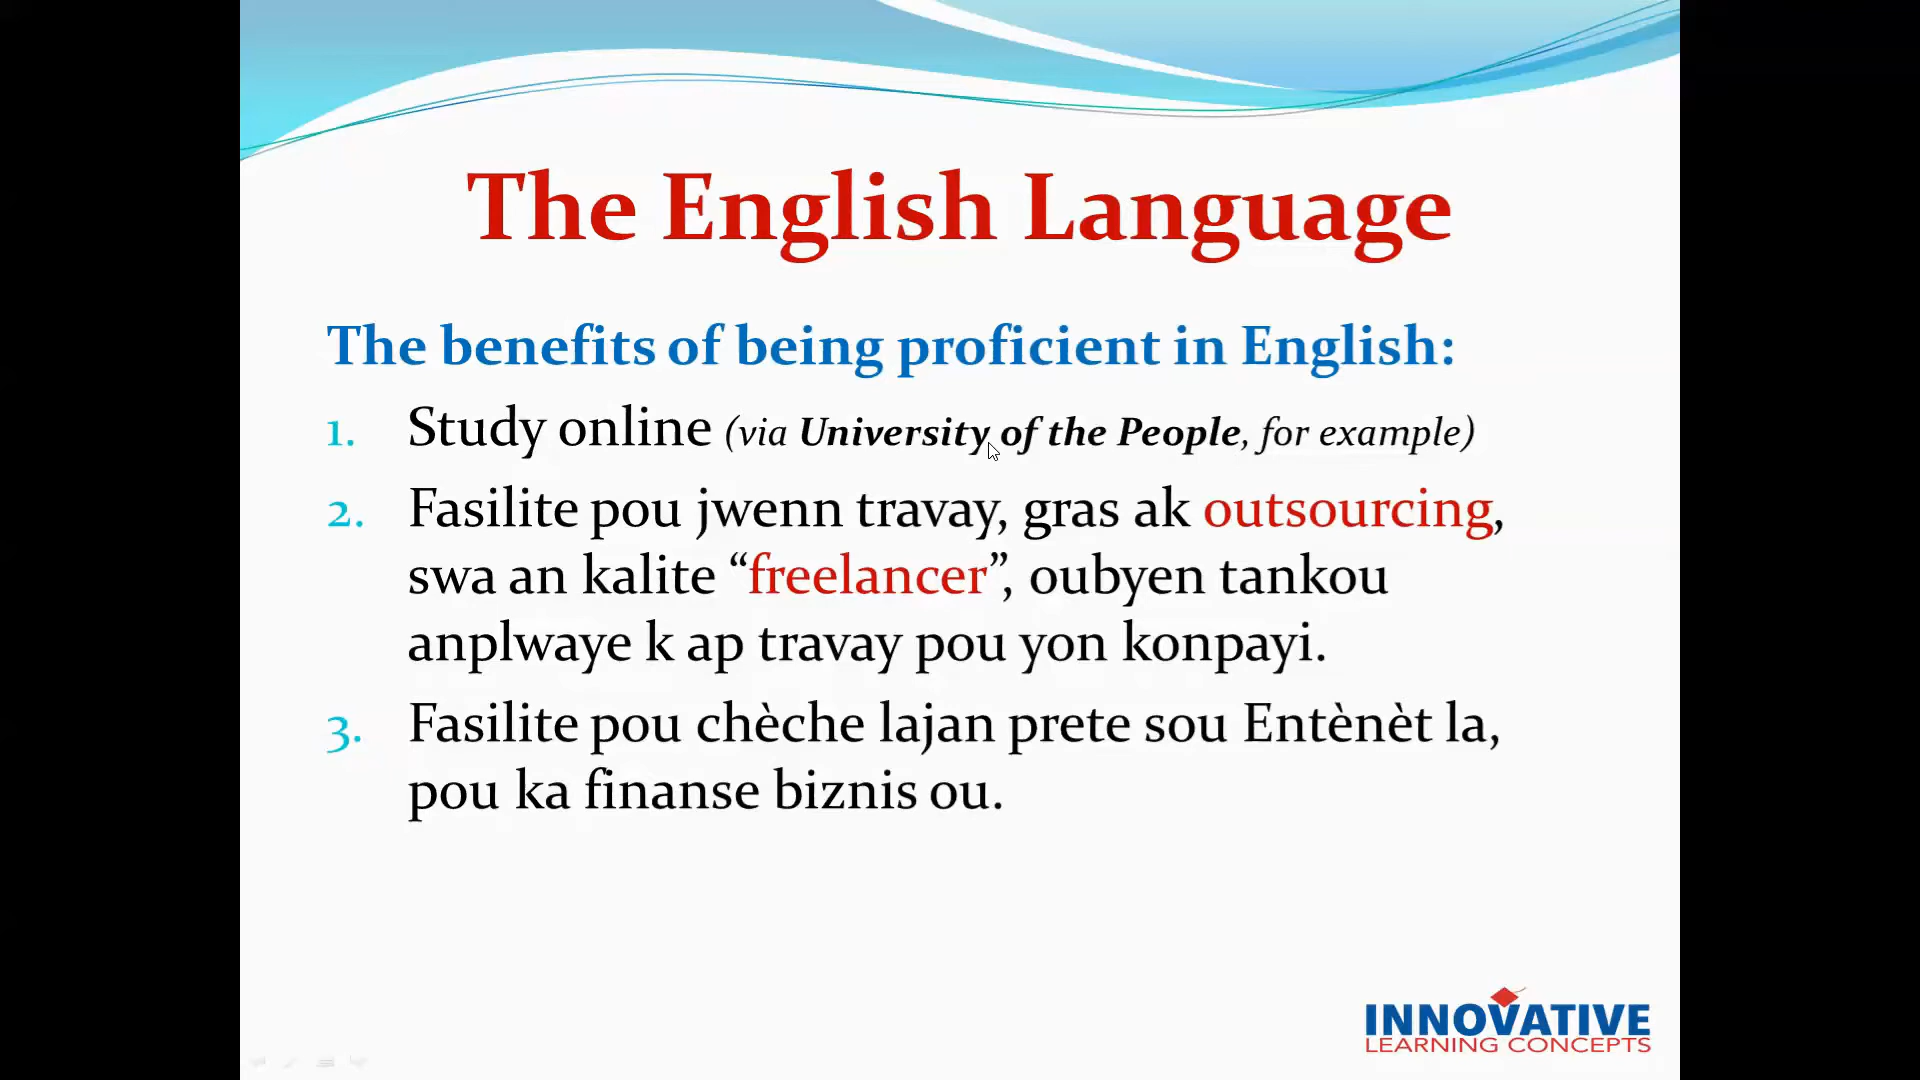 The English Language
The benefits of being proficient in English:
1. Study online (via University of the People, for example)
2. Fasilite pou jwenn travay, gras ak outsourcing,
swa an kalite “freelancer”, oubyen tankou
anplwaye k ap travay pou yon konpayi.
3. Fasilite pou chèche lajan prete sou Entènèt la,
pou ka finanse biznis ou.
INNOVATIVE
LEARNING CONCEPTS